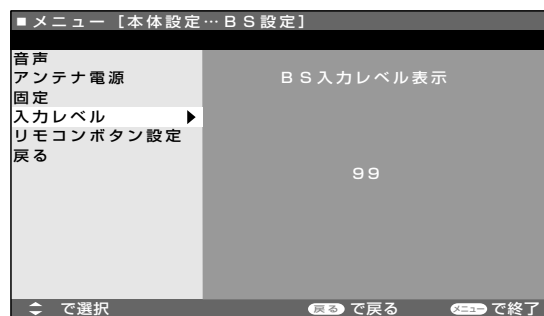 ■メニュー［本体設定…ＢＳ設定］
音声
アンテナ電源
固定
入力レベル ▶
リモコンボタン設定
戻る
ＢＳ入力レベル表示
９９
で選択
戻る で戻る
メニュー で終了